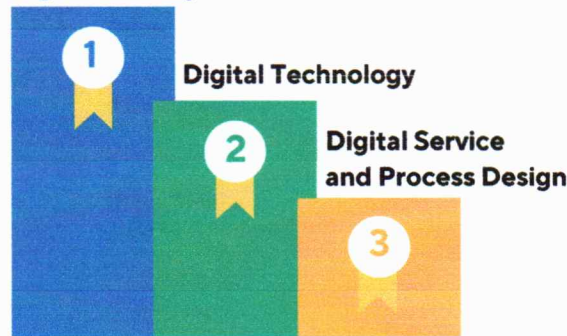 1
Digital Technology
2
Digital Service
and Process Design
3